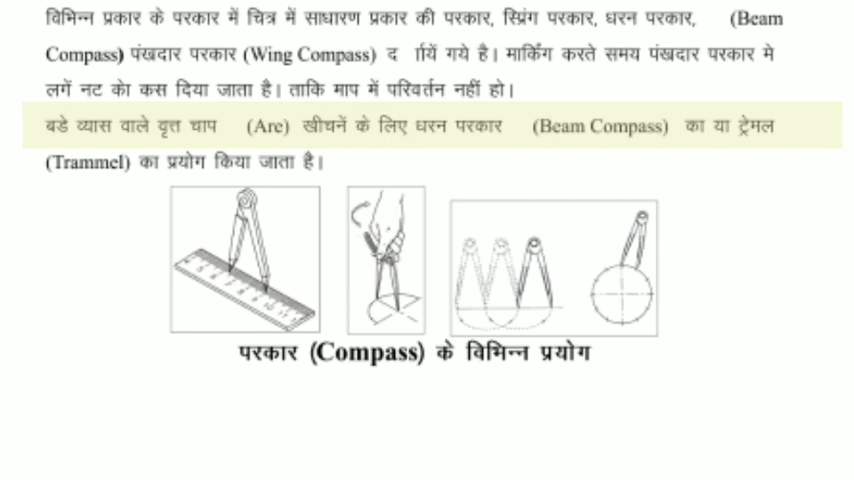 विभिन्न प्रकार के परकार में चित्र में साधारण प्रकार की परकार, स्प्रिंग परकार, धरन परकार, (Beam
Compass) पंखदार परकार (Wing Compass) द र्ायें गये है। मार्किंग करते समय पंखदार परकार मे
लगें नट केा कस दिया जाता है। ताकि माप में परिवर्तन नहीं हो।
बडे व्यास वाले वृत्त चाप (Are) खीचनें के लिए धरन परकार (Beam Compass) का या ट्रेमल
(Trammel) का प्रयोग किया जाता है।
परकार (Compass) के विभिन्न प्रयोग